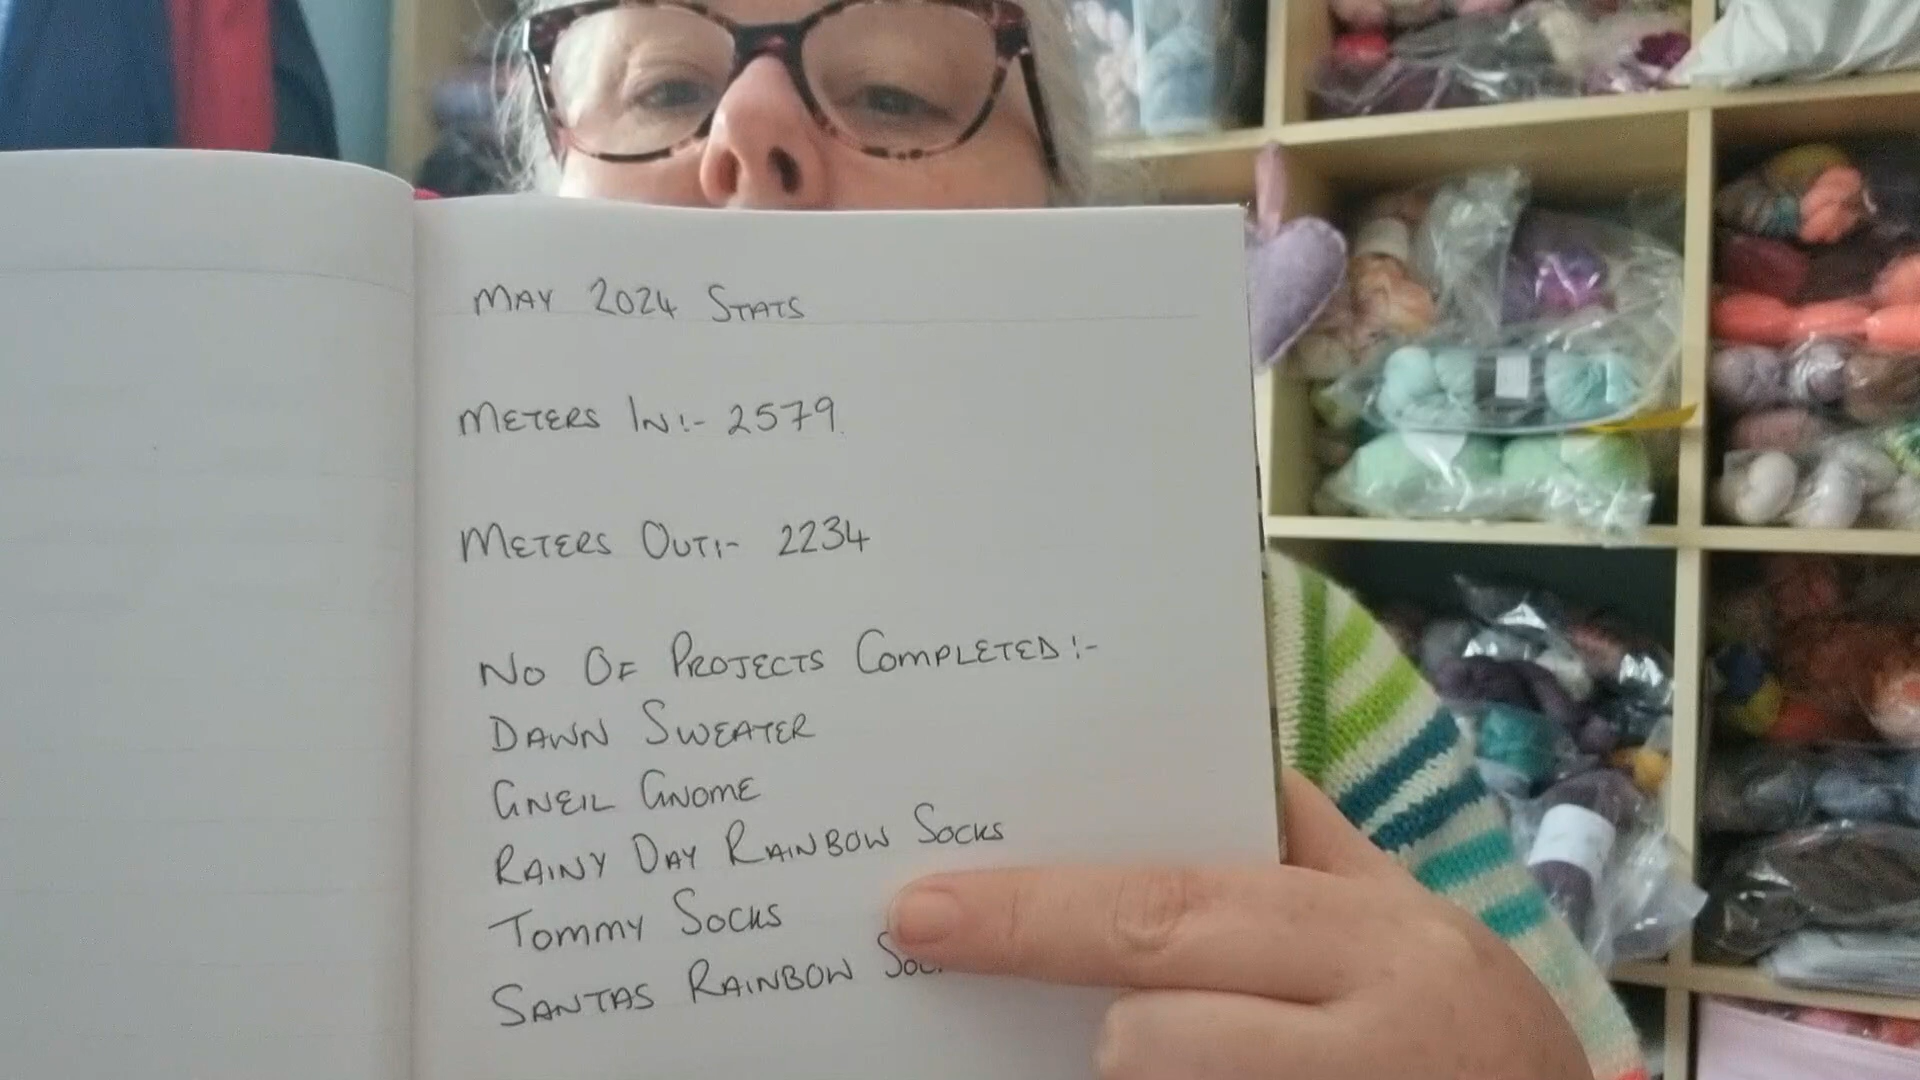 MAY 2024 STATS
METERS IN:- 2579.
METERS OUT:- 2234
NO OF PROJECTS COMPLETED:-
DAWN SWEATER
GNEIL GNOME
RAINY DAY RAINBOW SOCKS
TOMMY SOCKS
SANTAS RAINBOW